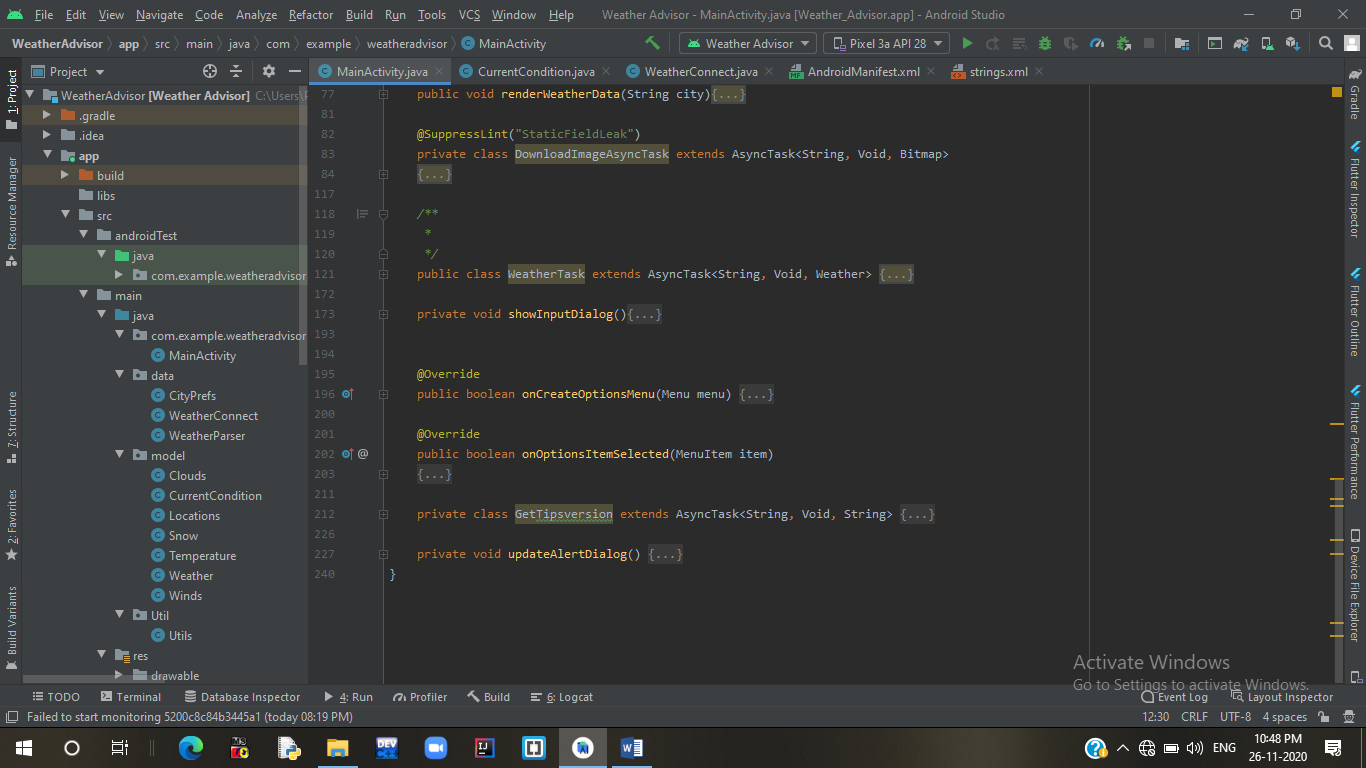 File Edit View Navigate Code Analyze Refactor Build Run Tools VCS Window Help Weather Advisor - MainActivity.java [Weather_Advisor.app] - Android Studio
WeatherAdvisor app src main java com example weatheradvisor MainActivity Weather Advisor Pixel 3a API 28
Project MainActivity.java CurrentCondition.java WeatherConnect.java AndroidManifest.xml strings.xml
1: Project
Resource Manager
7: Structure
2: Favorites
Build Variants
WeatherAdvisor [Weather Advisor] C:\Users\
.gradle
.idea
app
build
libs
src
androidTest
java
com.example.weatheradvisor
main
java
com.example.weatheradvisor
MainActivity
data
CityPrefs
WeatherConnect
WeatherParser
model
Clouds
CurrentCondition
Locations
Snow
Temperature
Weather
Winds
Util
Utils
res
drawable
77 public void renderWeatherData(String city){...}
81
82 @SuppressLint("StaticFieldLeak")
83 private class DownloadImageAsyncTask extends AsyncTask<String, Void, Bitmap>
84 {...}
117
118 /**
119 *
120 */
121 public class WeatherTask extends AsyncTask<String, Void, Weather> {...}
172
173 private void showInputDialog(){...}
193
194
195 @Override
196 public boolean onCreateOptionsMenu(Menu menu) {...}
200
201 @Override
202 @ public boolean onOptionsItemSelected(MenuItem item)
203 {...}
211
212 private class GetTipsversion extends AsyncTask<String, Void, String> {...}
226
227 private void updateAlertDialog() {...}
240 }
Gradle
Flutter Inspector
Flutter Outline
Flutter Performance
Device File Explorer
Activate Windows
Go to Settings to activate Windows.
TODO Terminal Database Inspector 4: Run Profiler Build 6: Logcat Event Log Layout Inspector
Failed to start monitoring 5200c8c84b3445a1 (today 08:19 PM) 12:30 CRLF UTF-8 4 spaces
DEV
ENG 10:48 PM
26-11-2020